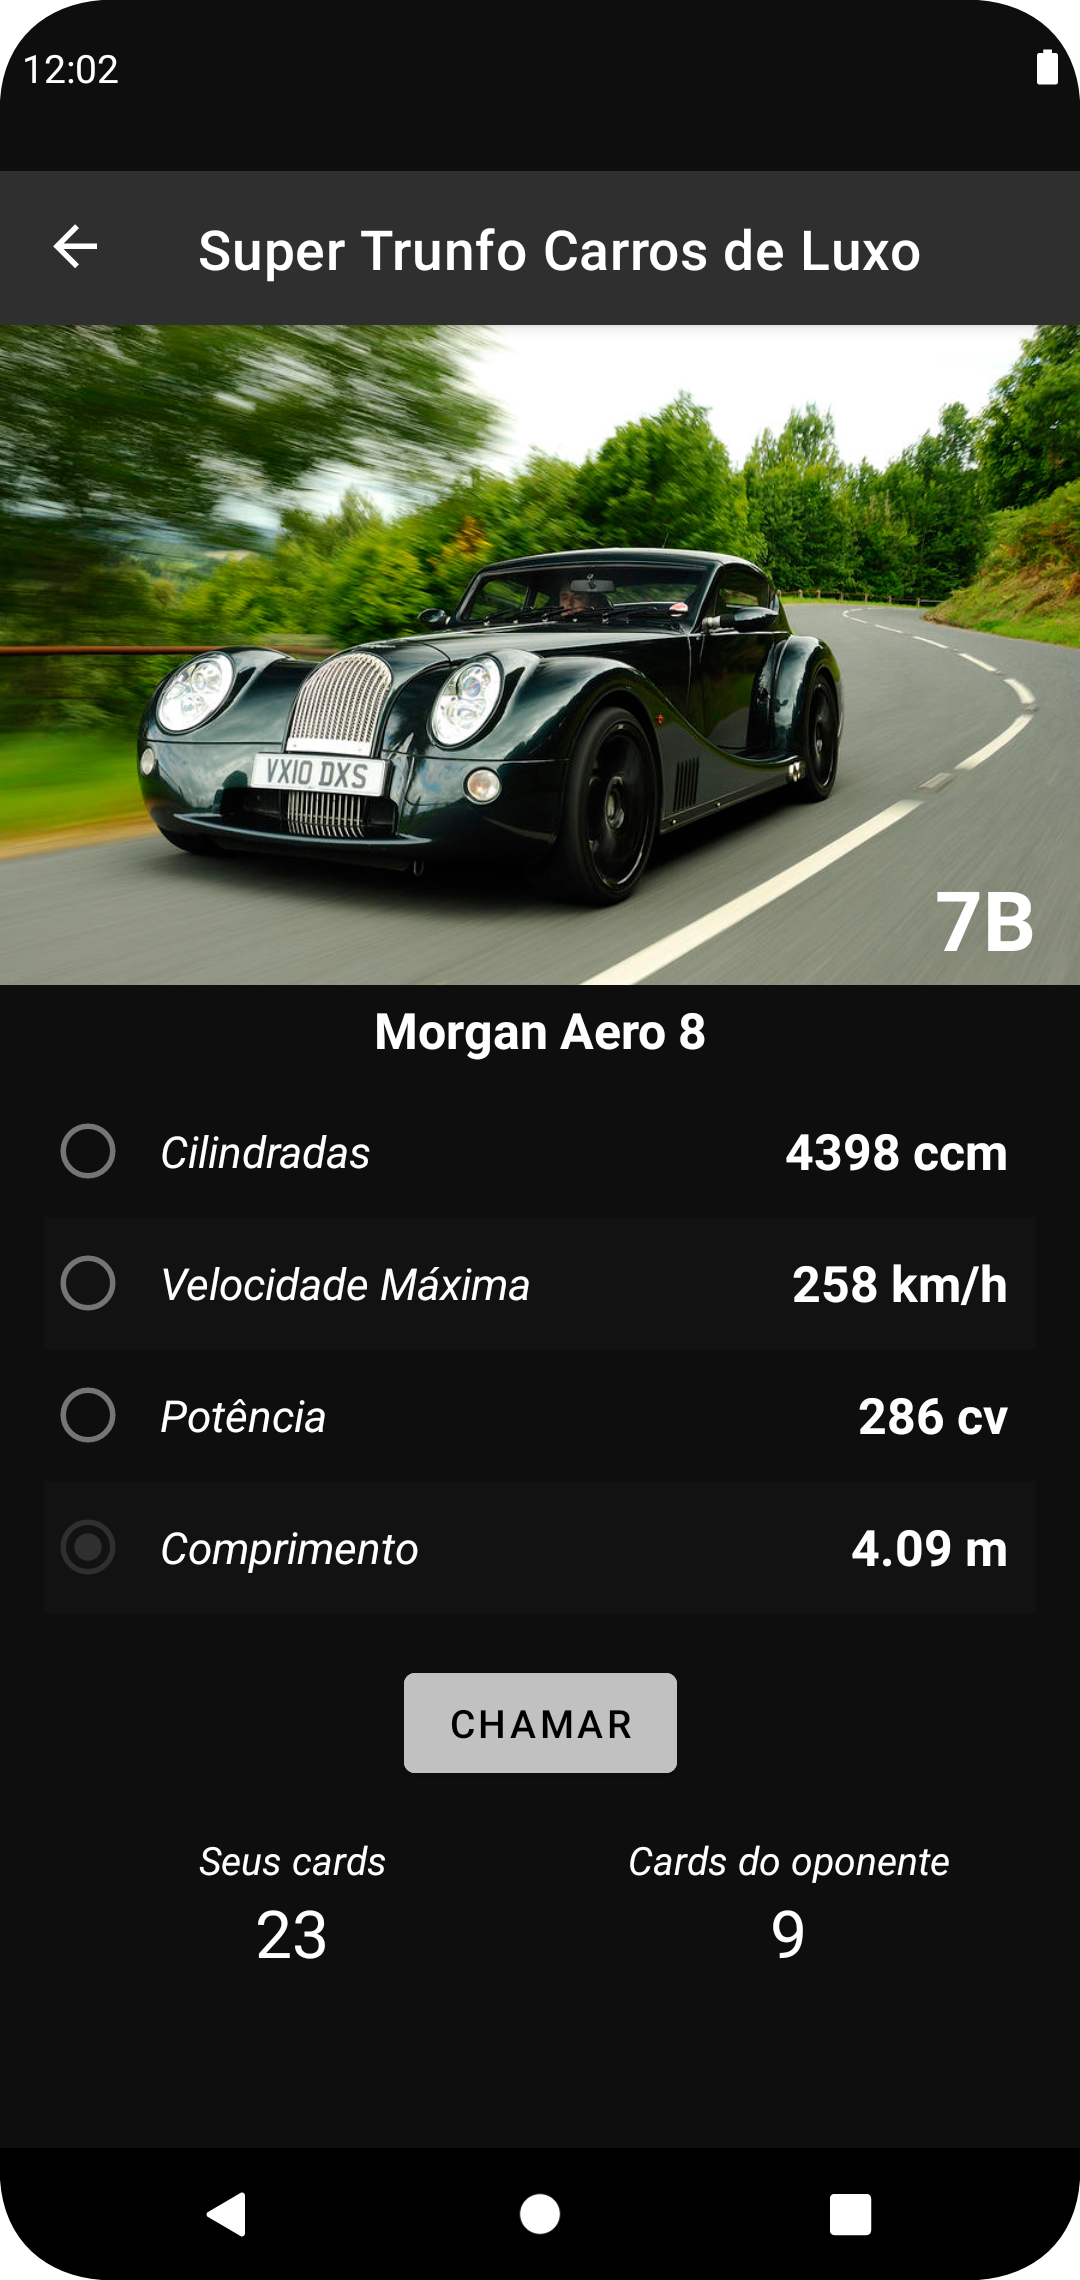 12:02
Super Trunfo Carros de Luxo
VX10 DXS
7B
Morgan Aero 8
Cilindradas 4398 ccm
Velocidade Máxima 258 km/h
Potência 286 cv
Comprimento 4.09 m
CHAMAR
Seus cards Cards do oponente
23 9